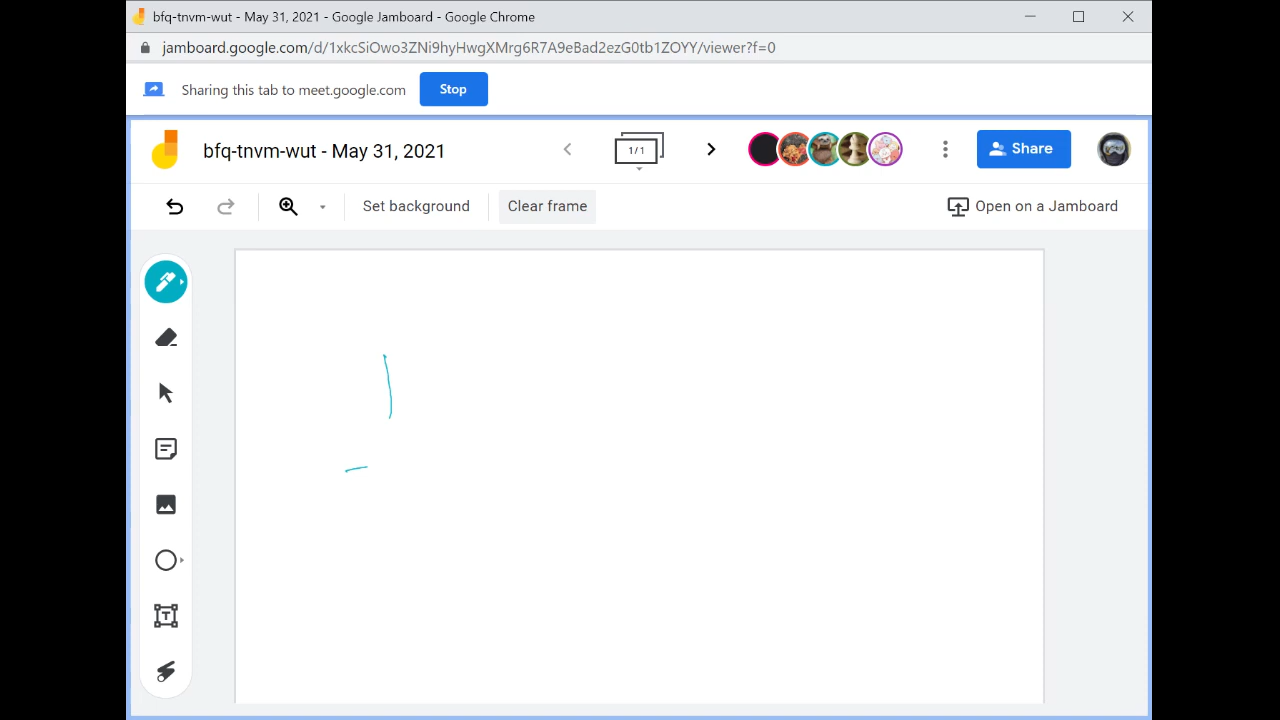 bfq-tnvm-wut - May 31, 2021 - Google Jamboard - Google Chrome
jamboard.google.com/d/1xkcSiOwo3ZNi9hyHwgXMrg6R7A9eBad2ezG0tb1ZOYY/viewer?f=0
Sharing this tab to meet.google.com Stop
bfq-tnvm-wut - May 31, 2021 1/1 Share
Set background Clear frame Open on a Jamboard
T